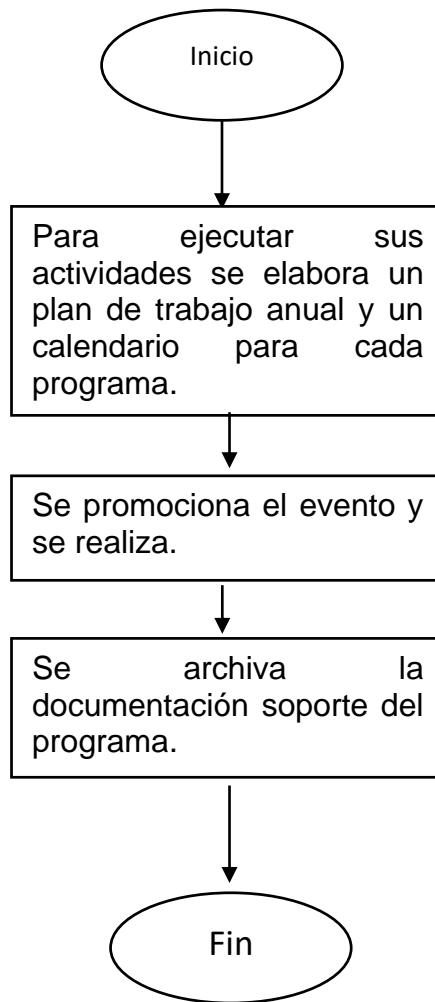 Inicio
Para ejecutar sus
actividades se elabora un
plan de trabajo anual y un
calendario para cada
programa.
Se promociona el evento y
se realiza.
Se archiva la
documentación soporte del
programa.
Fin